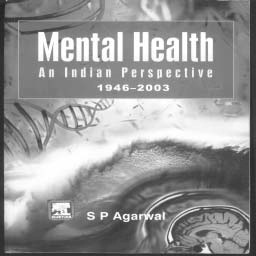 Mental Health
An Indian Perspective
1946–2003
S P Agarwal